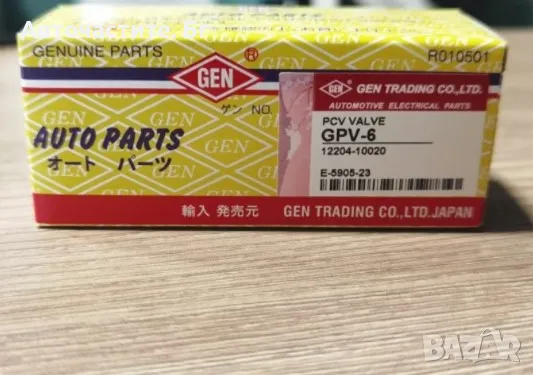 GENUINE PARTS
R010501
GEN
®
ゲン NO.
AUTO PARTS
オート パーツ
GEN
GEN TRADING CO.,LTD.
AUTOMOTIVE ELECTRICAL PARTS
PCV VALVE
GPV-6
12204-10020
E-5905-23
輸入 発売元
GEN TRADING CO.,LTD.JAPAN
BAZAR